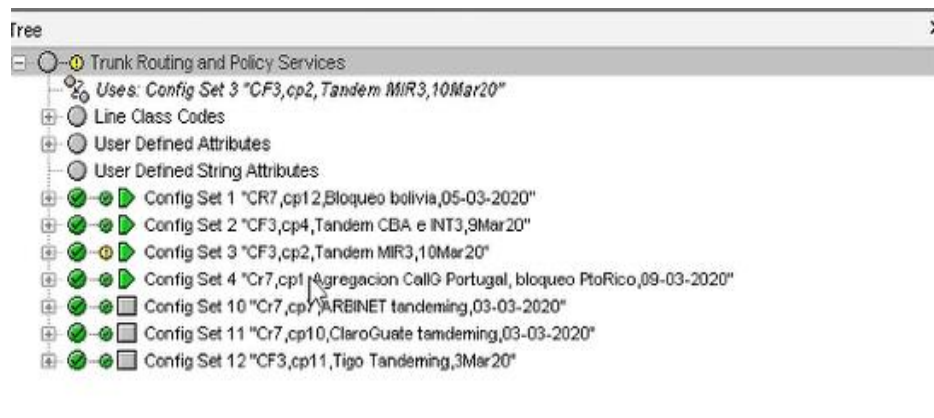 Tree
Trunk Routing and Policy Services
Uses: Config Set 3 "CF3,cp2,Tandem MIR3,10Mar20"
Line Class Codes
User Defined Attributes
User Defined String Attributes
Config Set 1 "CR7,cp12,Bloqueo bolivia,05-03-2020"
Config Set 2 "CF3,cp4,Tandem CBA e INT3,9Mar20"
Config Set 3 "CF3,cp2,Tandem MIR3,10Mar20"
Config Set 4 "Cr7,cp1,Agregacion CallG Portugal, bloqueo PtoRico,09-03-2020"
Config Set 10 "Cr7,cp7,ARBINET tandeming,03-03-2020"
Config Set 11 "Cr7,cp10,ClaroGuate tamdeming,03-03-2020"
Config Set 12 "CF3,cp11,Tigo Tandeming,3Mar20"